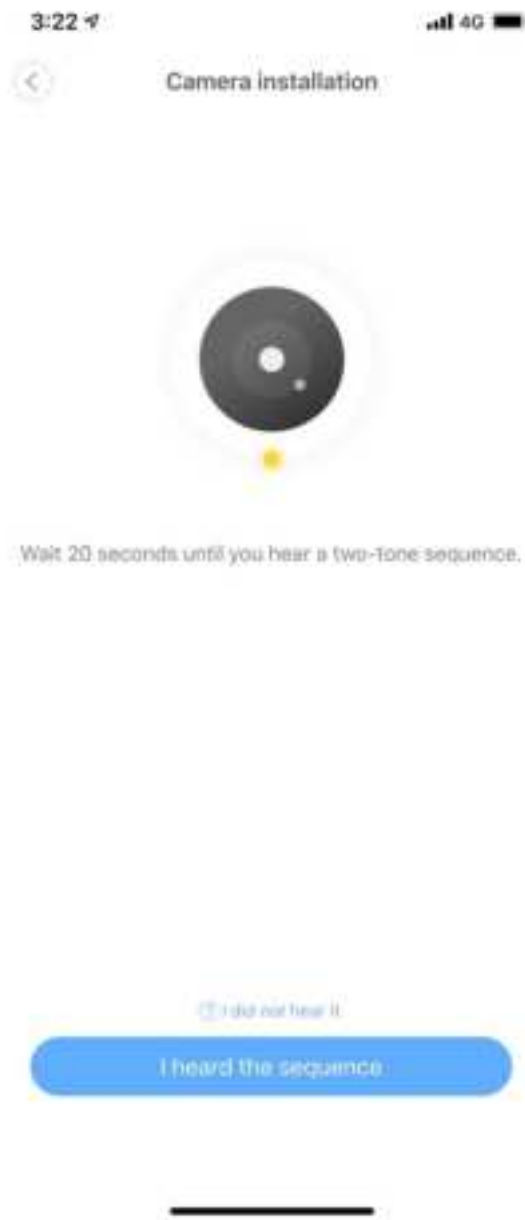 3:22
4G
Camera installation
Wait 20 seconds until you hear a two-tone sequence.
I did not hear it
I heard the sequence